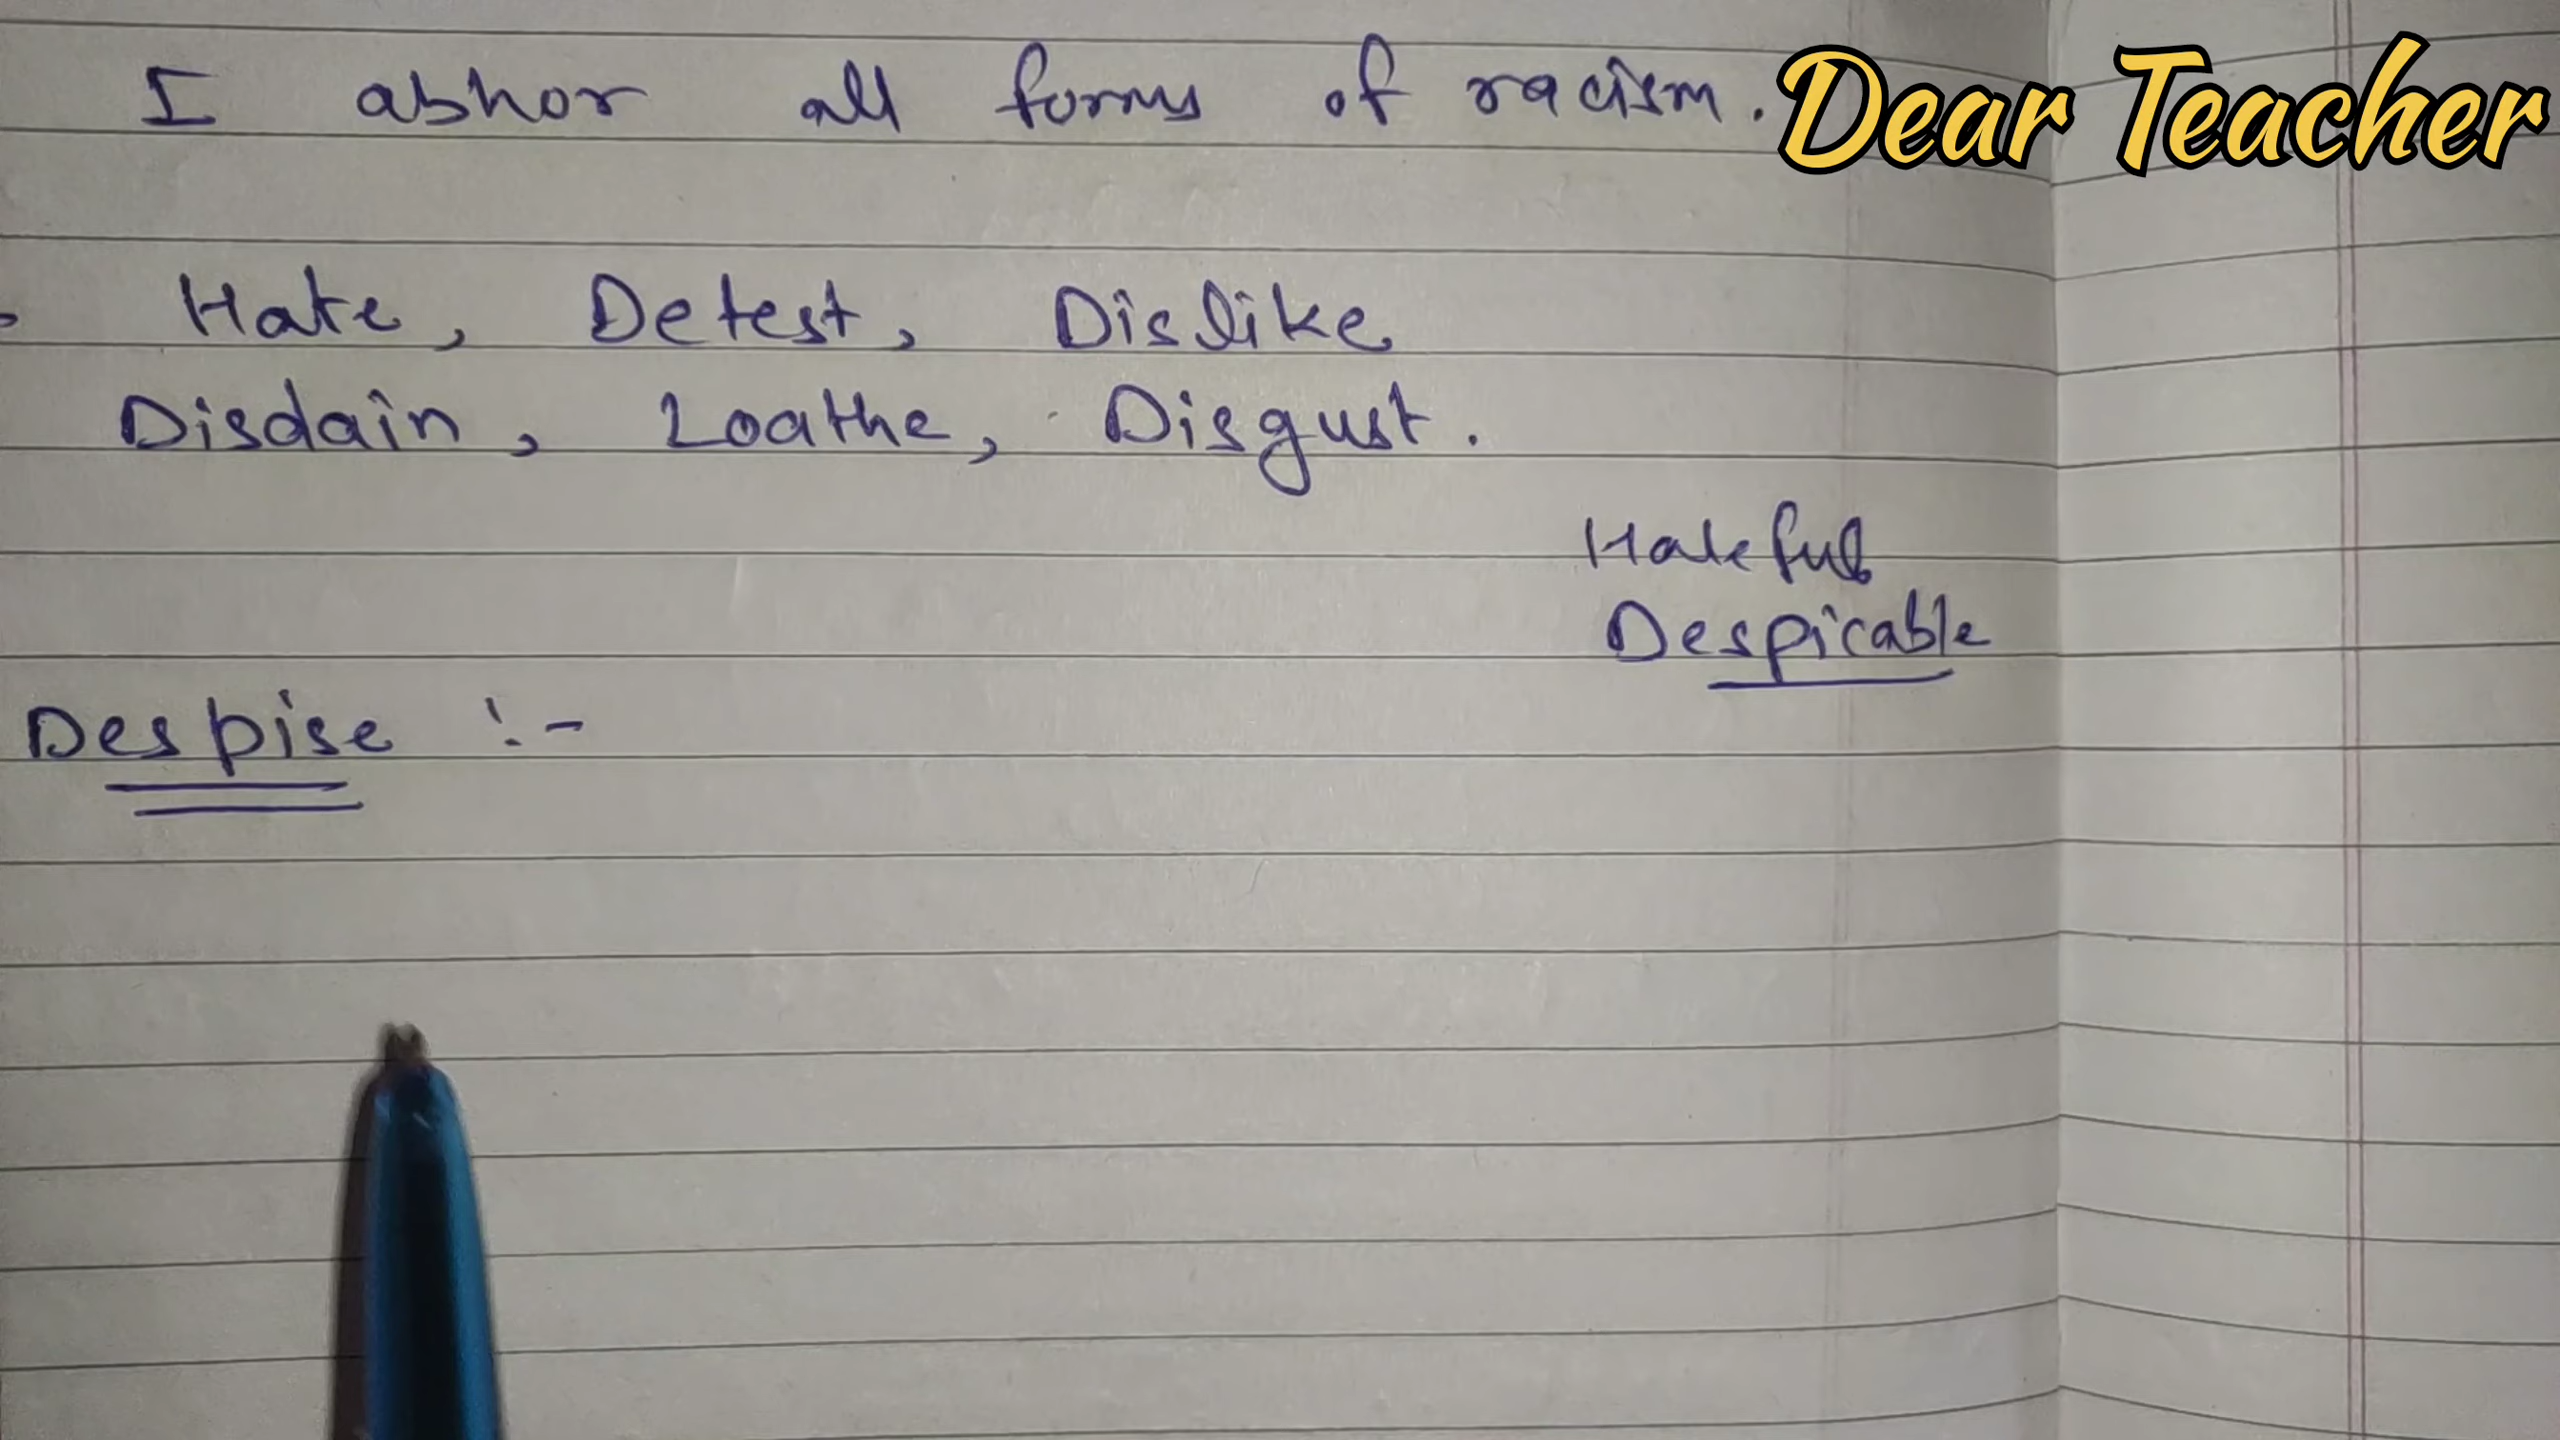 I abhor all forms of racism.
Dear Teacher
Hate, Detest, Dislike
Disdain, Loathe, Disgust.
Hateful
Despicable
Despise :-